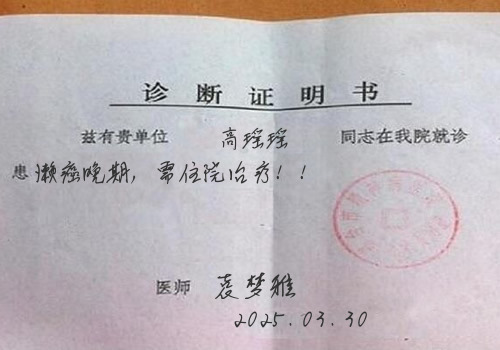 诊断证明书
兹有贵单位 高瑶瑶 同志在我院就诊
患 懒癌晚期，需住院治疗！！
医师 袁梦雅
2025.03.30